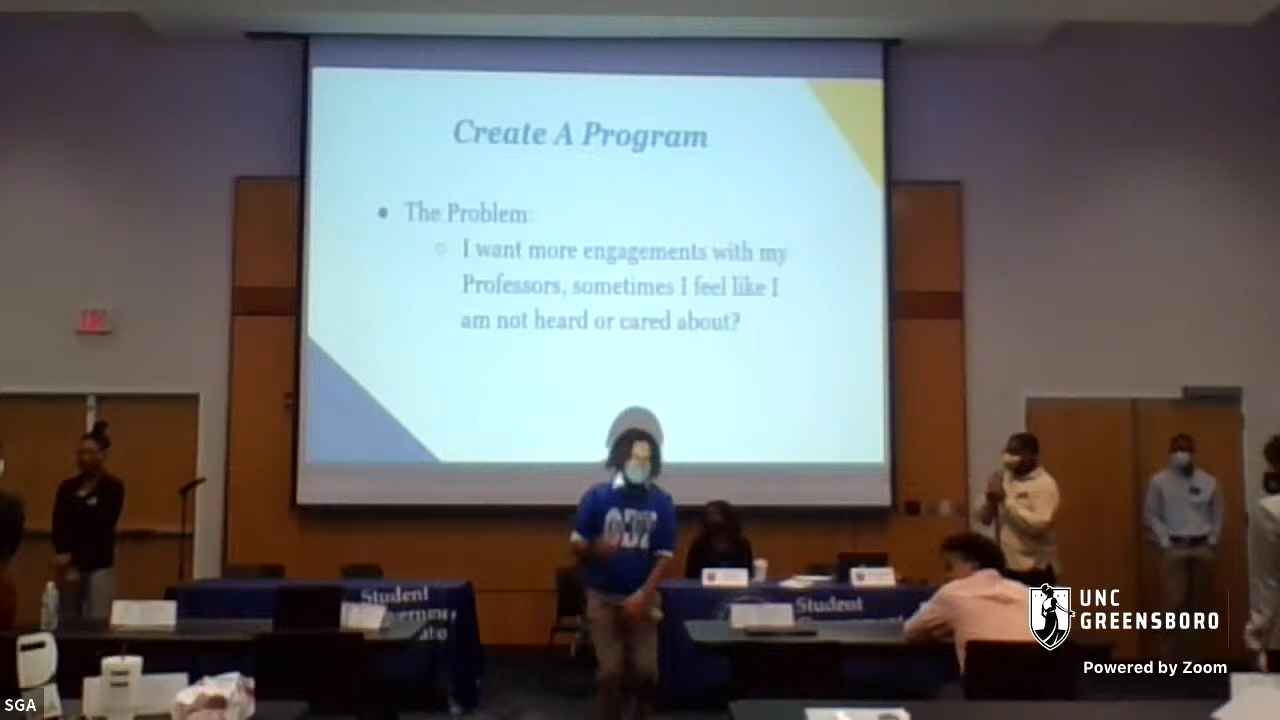 Create A Program
The Problem:
I want more engagements with my
Professors, sometimes I feel like I
am not heard or cared about?
Student
Student
UNC
GREENSBORO
Powered by Zoom
SGA